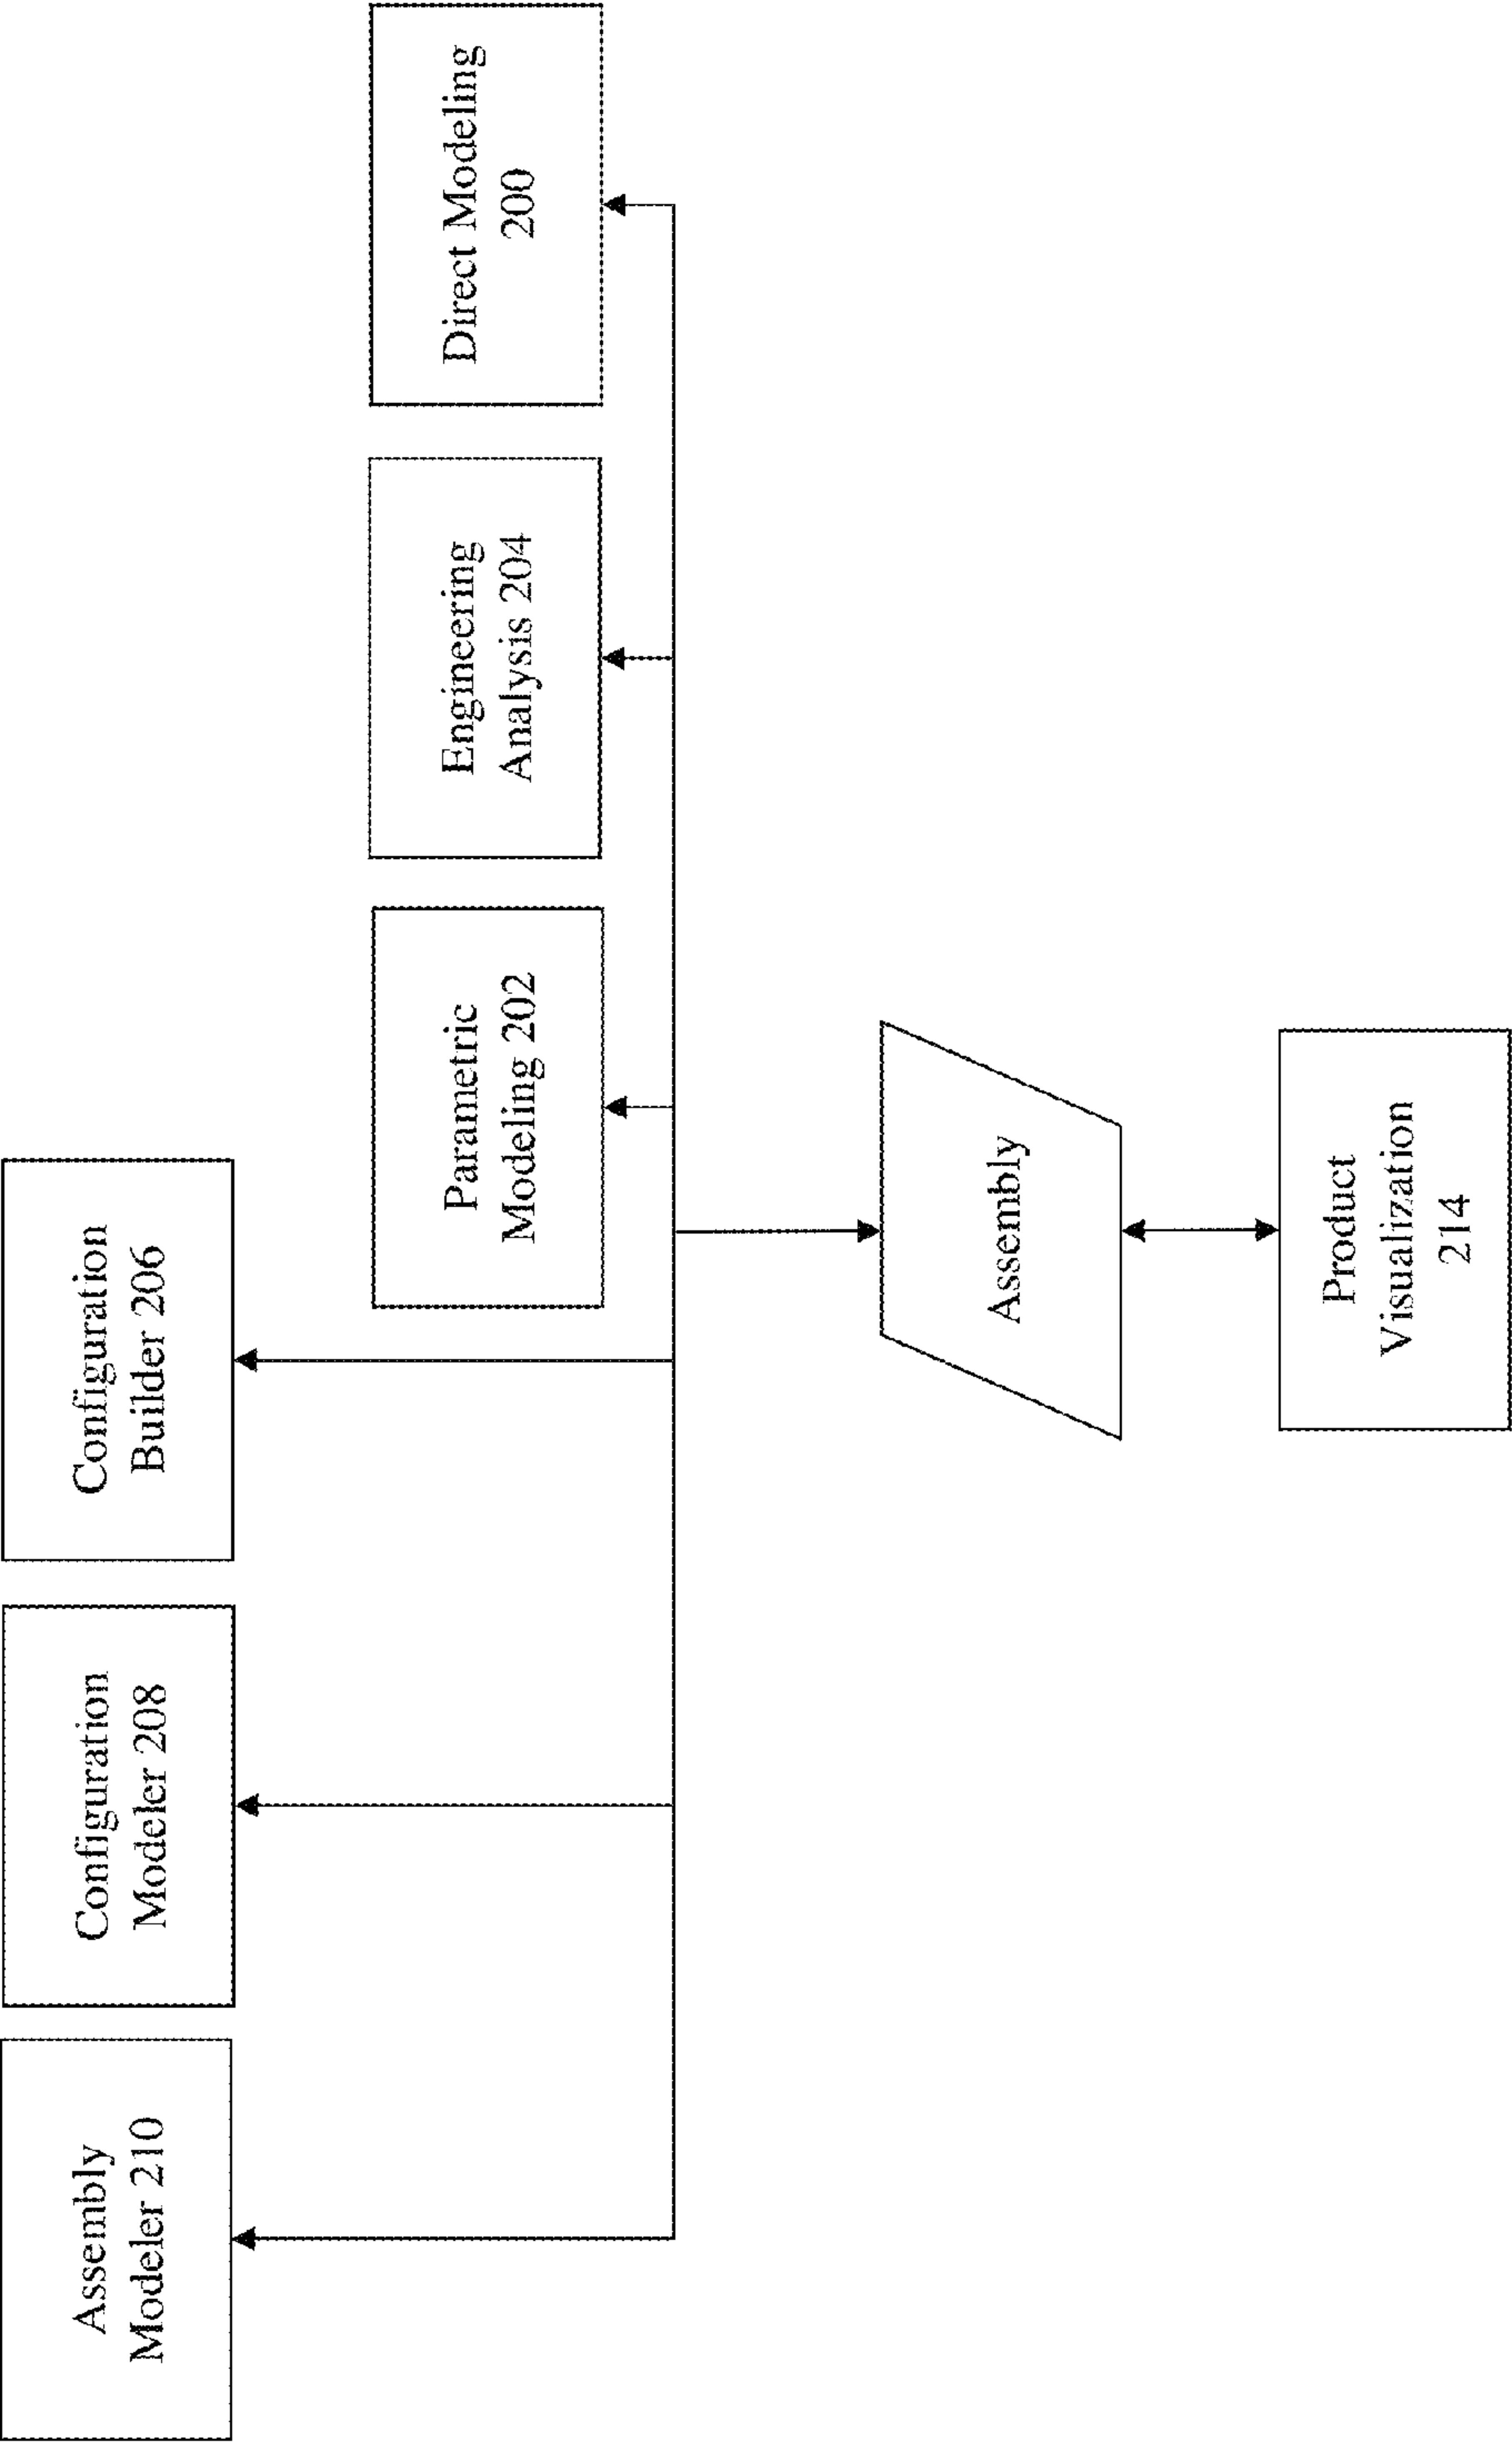 Assembly
Modeler 210
Configuration
Modeler 208
Configuration
Builder 206
Parametric
Modeling 202
Engineering
Analysis 204
Direct Modeling
200
Assembly
Product
Visualization
214